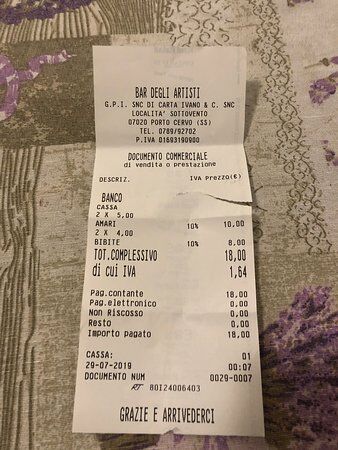 BAR DEGLI ARTISTI
G.P.I. SNC DI CARTA IVANO & C. SNC
LOCALITA' SOTTOVENTO
07020 PORTO CERVO (SS)
TEL. 0789/92702
P.IVA 01693190900
DOCUMENTO COMMERCIALE
di vendita o prestazione
DESCRIZ. IVA Prezzo(€)
BANCO
CASSA
2 X 5,00
AMARI 10% 10,00
2 X 4,00
BIBITE 10% 8,00
TOT.COMPLESSIVO 18,00
di cui IVA 1,64
Pag.contante 18,00
Pag.elettronico 0,00
Non Riscosso 0,00
Resto 0,00
Importo pagato 18,00
CASSA: 01
29-07-2019 00:07
DOCUMENTO NUM 0029-0007
RT 80I24006403
GRAZIE E ARRIVEDERCI